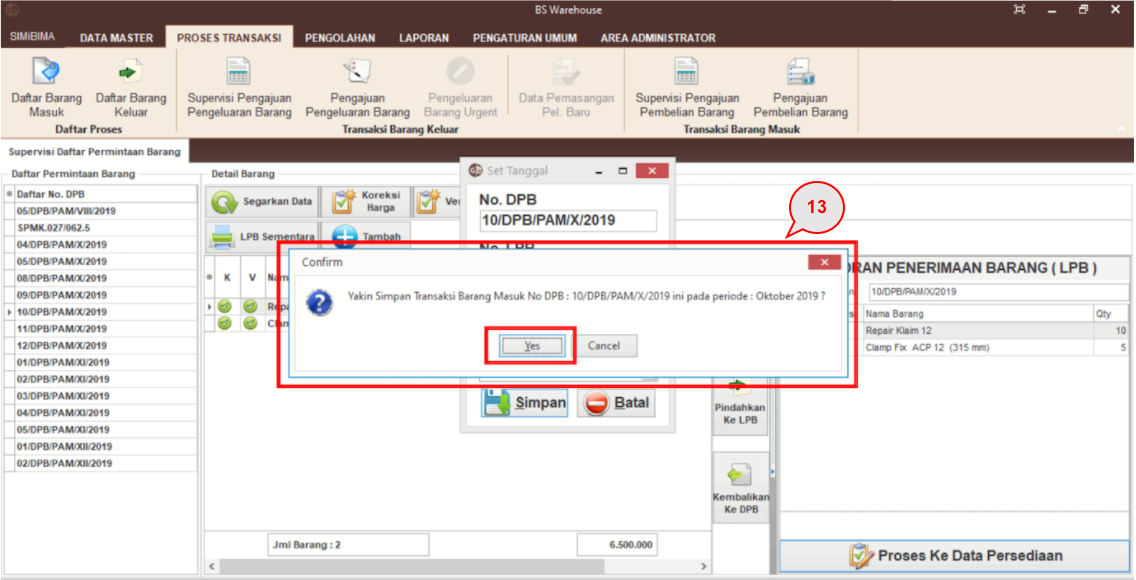 BS Warehouse
SIMIBIMA DATA MASTER PROSES TRANSAKSI PENGOLAHAN LAPORAN PENGATURAN UMUM AREA ADMINISTRATOR
Daftar Barang Daftar Barang Supervisi Pengajuan Pengajuan Pengeluaran Data Pemasangan Supervisi Pengajuan Pengajuan
Masuk Keluar Pengeluaran Barang Pengeluaran Barang Barang Urgent Pel. Baru Pembelian Barang Pembelian Barang
Daftar Proses Transaksi Barang Keluar Transaksi Barang Masuk
Supervisi Daftar Permintaan Barang
Daftar Permintaan Barang
Daftar No. DPB
05/DPB/PAM/VIII/2019
SPMK.027/062.5
04/DPB/PAM/X/2019
05/DPB/PAM/X/2019
08/DPB/PAM/X/2019
09/DPB/PAM/X/2019
10/DPB/PAM/X/2019
11/DPB/PAM/X/2019
12/DPB/PAM/X/2019
01/DPB/PAM/XI/2019
02/DPB/PAM/XI/2019
03/DPB/PAM/XI/2019
04/DPB/PAM/XI/2019
05/DPB/PAM/XI/2019
01/DPB/PAM/XII/2019
02/DPB/PAM/XII/2019
Detail Barang
Segarkan Data
Koreksi
Harga
LPB Sementara
Tambah
K V
Jml Barang : 2
6.500.000
Set Tanggal
No. DPB
10/DPB/PAM/X/2019
No. LPB
Simpan
Batal
13
Confirm
Yakin Simpan Transaksi Barang Masuk No DPB : 10/DPB/PAM/X/2019 ini pada periode : Oktober 2019 ?
Yes
Cancel
Pindahkan
Ke LPB
Kembalikan
Ke DPB
PENERIMAAN BARANG ( LPB )
10/DPB/PAM/X/2019
Nama Barang Qty
Repair Klaim 12 10
Clamp Fix ACP 12 (315 mm) 5
Proses Ke Data Persediaan